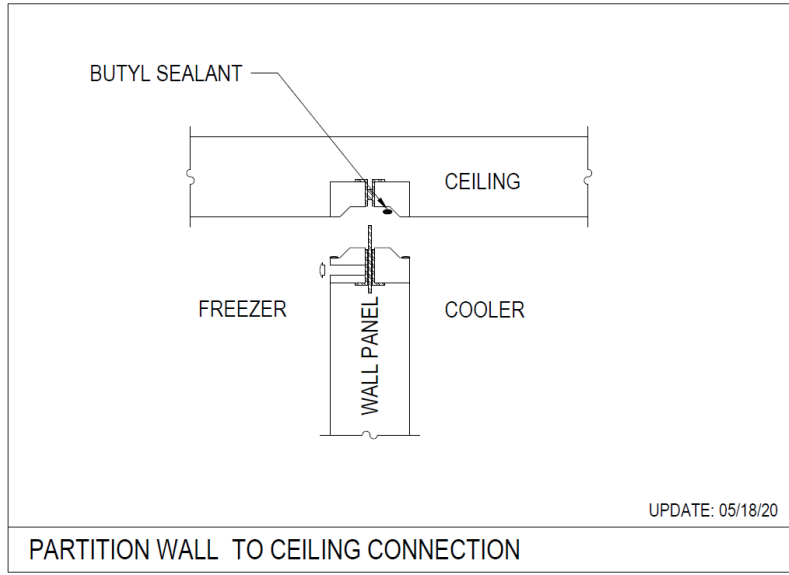 BUTYL SEALANT
CEILING
FREEZER
COOLER
WALL PANEL
UPDATE: 05/18/20
PARTITION WALL TO CEILING CONNECTION